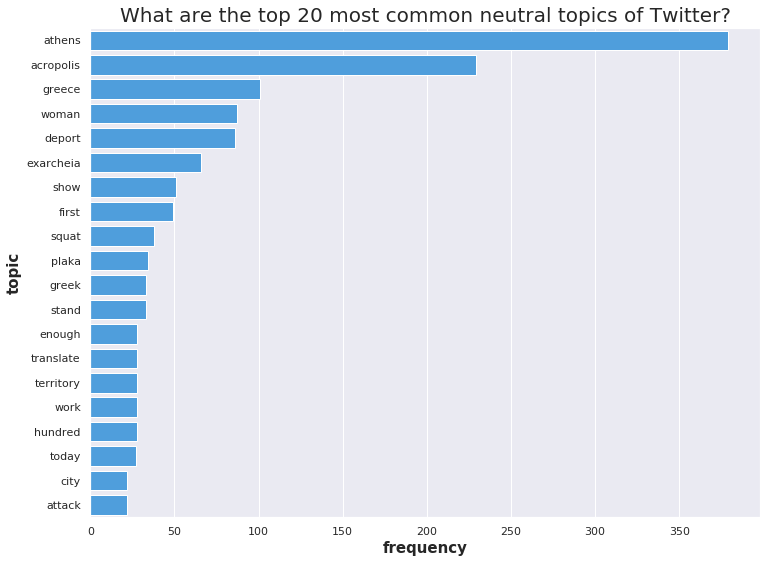 What are the top 20 most common neutral topics of Twitter?
athens
acropolis
greece
woman
deport
exarcheia
show
first
squat
plaka
greek
stand
enough
translate
territory
work
hundred
today
city
attack
topic
0 50 100 150 200 250 300 350
frequency